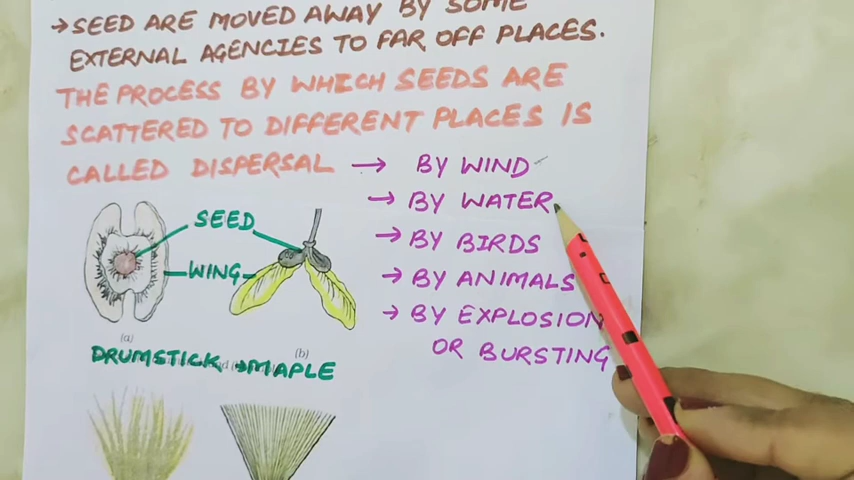 → SEED ARE MOVED AWAY BY SOME
EXTERNAL AGENCIES TO FAR OFF PLACES.
THE PROCESS BY WHICH SEEDS ARE
SCATTERED TO DIFFERENT PLACES IS
CALLED DISPERSAL → BY WIND
→ BY WATER
→ BY BIRDS
→ BY ANIMALS
→ BY EXPLOSION
OR BURSTING
SEED
WING
(a)
(b)
DRUMSTICK → MAPLE